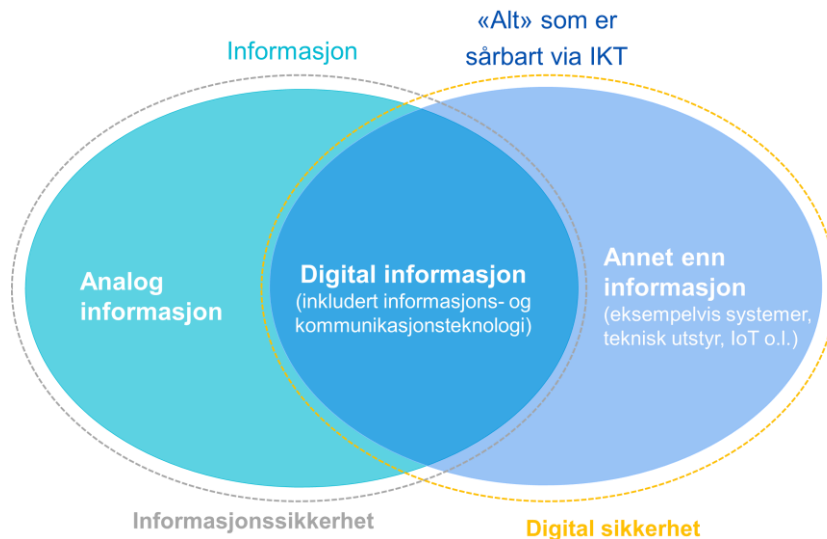 Informasjon
«Alt» som er
sårbart via IKT
Analog
informasjon
Digital informasjon
(inkludert informasjons- og
kommunikasjonsteknologi)
Annet enn
informasjon
(eksempelvis systemer,
teknisk utstyr, IoT o.l.)
Informasjonssikkerhet
Digital sikkerhet